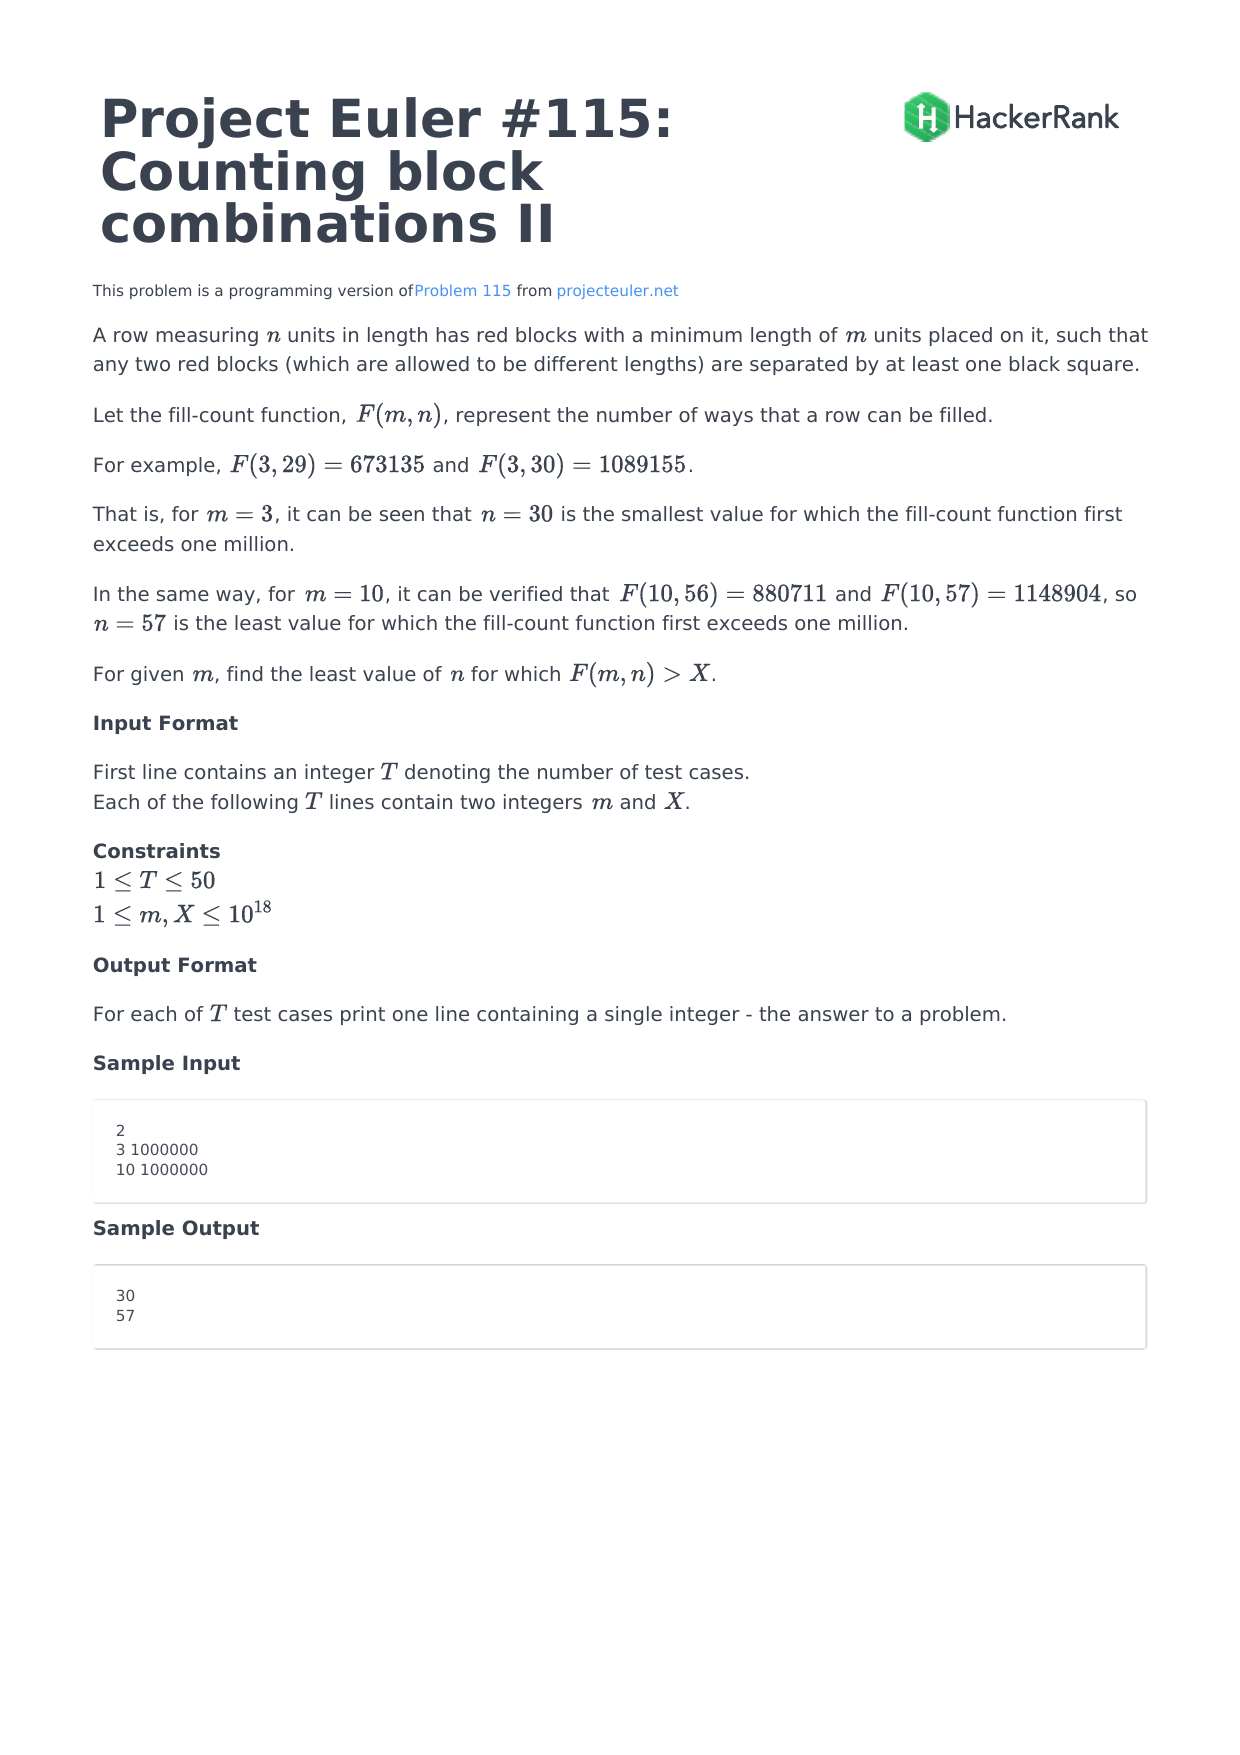 Project Euler #115:
Counting block
combinations II
HackerRank
This problem is a programming version ofProblem 115 from projecteuler.net
A row measuring n units in length has red blocks with a minimum length of m units placed on it, such that
any two red blocks (which are allowed to be different lengths) are separated by at least one black square.
Let the fill-count function, F(m, n), represent the number of ways that a row can be filled.
For example, F(3, 29) = 673135 and F(3, 30) = 1089155.
That is, for m = 3, it can be seen that n = 30 is the smallest value for which the fill-count function first
exceeds one million.
In the same way, for m = 10, it can be verified that F(10, 56) = 880711 and F(10, 57) = 1148904, so
n = 57 is the least value for which the fill-count function first exceeds one million.
For given m, find the least value of n for which F(m, n) > X.
Input Format
First line contains an integer T denoting the number of test cases.
Each of the following T lines contain two integers m and X.
Constraints
1 ≤ T ≤ 50
1 ≤ m, X ≤ 10¹⁸
Output Format
For each of T test cases print one line containing a single integer - the answer to a problem.
Sample Input
2
3 1000000
10 1000000
Sample Output
30
57